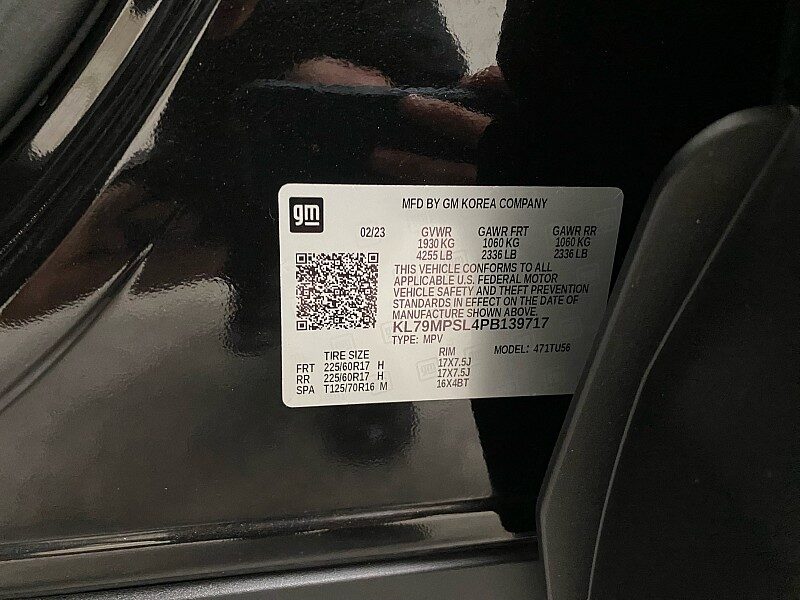 gm
MFD BY GM KOREA COMPANY
02/23 GVWR GAWR FRT GAWR RR
1930 KG 1060 KG 1060 KG
4255 LB 2336 LB 2336 LB
THIS VEHICLE CONFORMS TO ALL
APPLICABLE U.S. FEDERAL MOTOR
VEHICLE SAFETY AND THEFT PREVENTION
STANDARDS IN EFFECT ON THE DATE OF
MANUFACTURE SHOWN ABOVE.
KL79MPSL4PB139717
TYPE: MPV MODEL: 471TU56
TIRE SIZE RIM
FRT 225/60R17 H 17X7.5J
RR 225/60R17 H 17X7.5J
SPA T125/70R16 M 16X4BT